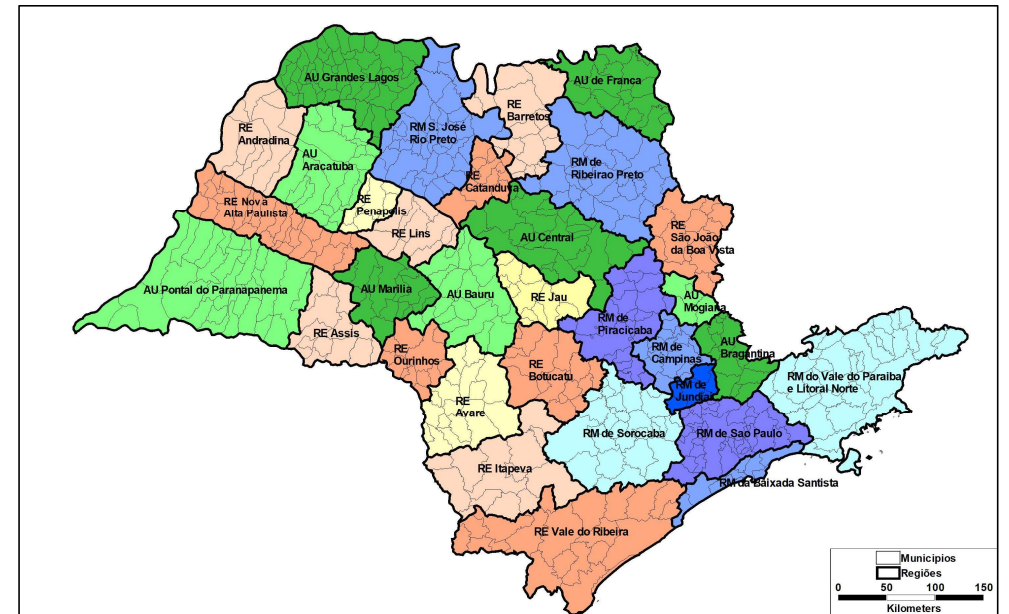 AU Grandes Lagos
AU de Franca
RE
Barretos
RE
Andradina
RM S. José
Rio Preto
AU
Aracatuba
RM de
Ribeirao Preto
RE
Catanduva
RE Nova
Alta Paulista
RE
Penapolis
RE Lins
AU Central
RE
São João
da Boa Vista
AU Pontal do Paranapanema
AU Marilia
AU Bauru
RE Jau
AU
Mogiana
RE Assis
RM de
Piracicaba
RE
Ourinhos
RE
Botucatu
RM de
Campinas
AU
Bragantina
RM do Vale do Paraiba
e Litoral Norte
RM de
Jundiai
RE
Avare
RM de Sorocaba
RM de Sao Paulo
RE Itapeva
RM da Baixada Santista
RE Vale do Ribeira
Municipios
Regiões
0 50 100 150
Kilometers